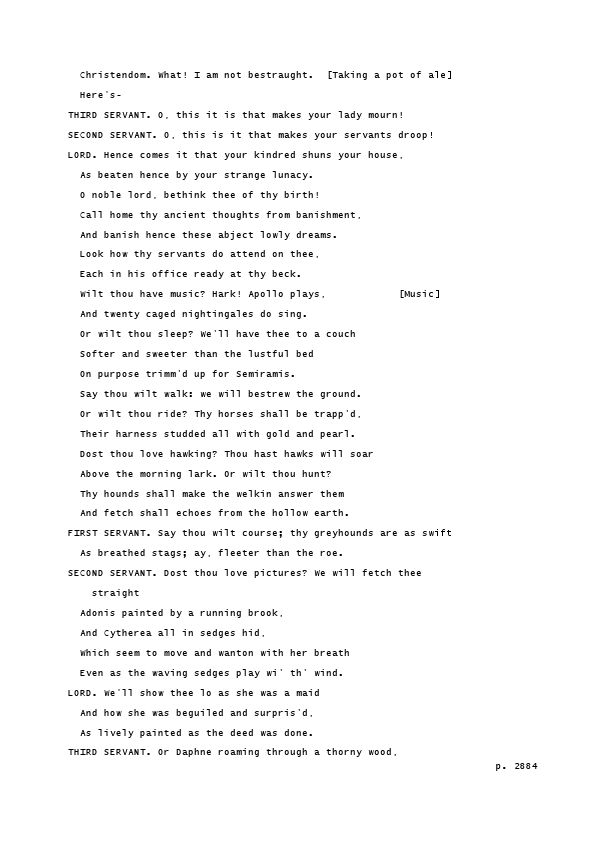 Christendom. What! I am not bestraught.  [Taking a pot of ale]
Here's-
THIRD SERVANT. O, this it is that makes your lady mourn!
SECOND SERVANT. O, this is it that makes your servants droop!
LORD. Hence comes it that your kindred shuns your house,
As beaten hence by your strange lunacy.
O noble lord, bethink thee of thy birth!
Call home thy ancient thoughts from banishment,
And banish hence these abject lowly dreams.
Look how thy servants do attend on thee,
Each in his office ready at thy beck.
Wilt thou have music? Hark! Apollo plays,            [Music]
And twenty caged nightingales do sing.
Or wilt thou sleep? We'll have thee to a couch
Softer and sweeter than the lustful bed
On purpose trimm'd up for Semiramis.
Say thou wilt walk: we will bestrew the ground.
Or wilt thou ride? Thy horses shall be trapp'd,
Their harness studded all with gold and pearl.
Dost thou love hawking? Thou hast hawks will soar
Above the morning lark. Or wilt thou hunt?
Thy hounds shall make the welkin answer them
And fetch shall echoes from the hollow earth.
FIRST SERVANT. Say thou wilt course; thy greyhounds are as swift
As breathed stags; ay, fleeter than the roe.
SECOND SERVANT. Dost thou love pictures? We will fetch thee
straight
Adonis painted by a running brook,
And Cytherea all in sedges hid,
Which seem to move and wanton with her breath
Even as the waving sedges play wi' th' wind.
LORD. We'll show thee lo as she was a maid
And how she was beguiled and surpris'd,
As lively painted as the deed was done.
THIRD SERVANT. Or Daphne roaming through a thorny wood,
p. 2884